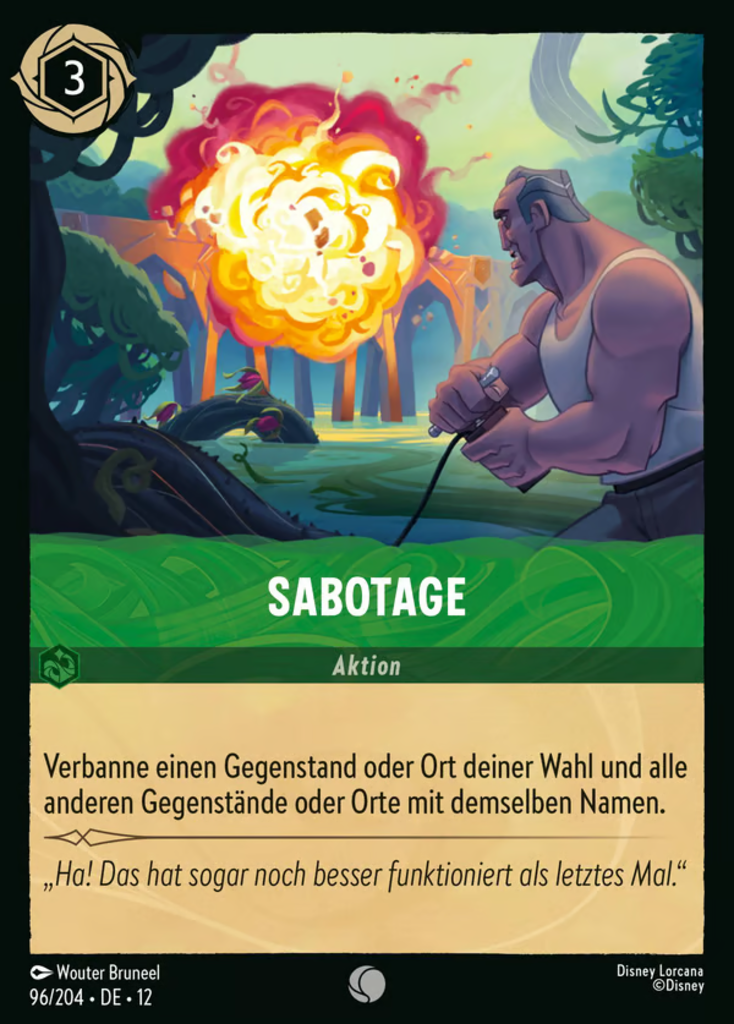 3
SABOTAGE
Aktion
Verbanne einen Gegenstand oder Ort deiner Wahl und alle
anderen Gegenstände oder Orte mit demselben Namen.
„Ha! Das hat sogar noch besser funktioniert als letztes Mal.“
Wouter Bruneel
96/204 • DE • 12
Disney Lorcana
©Disney